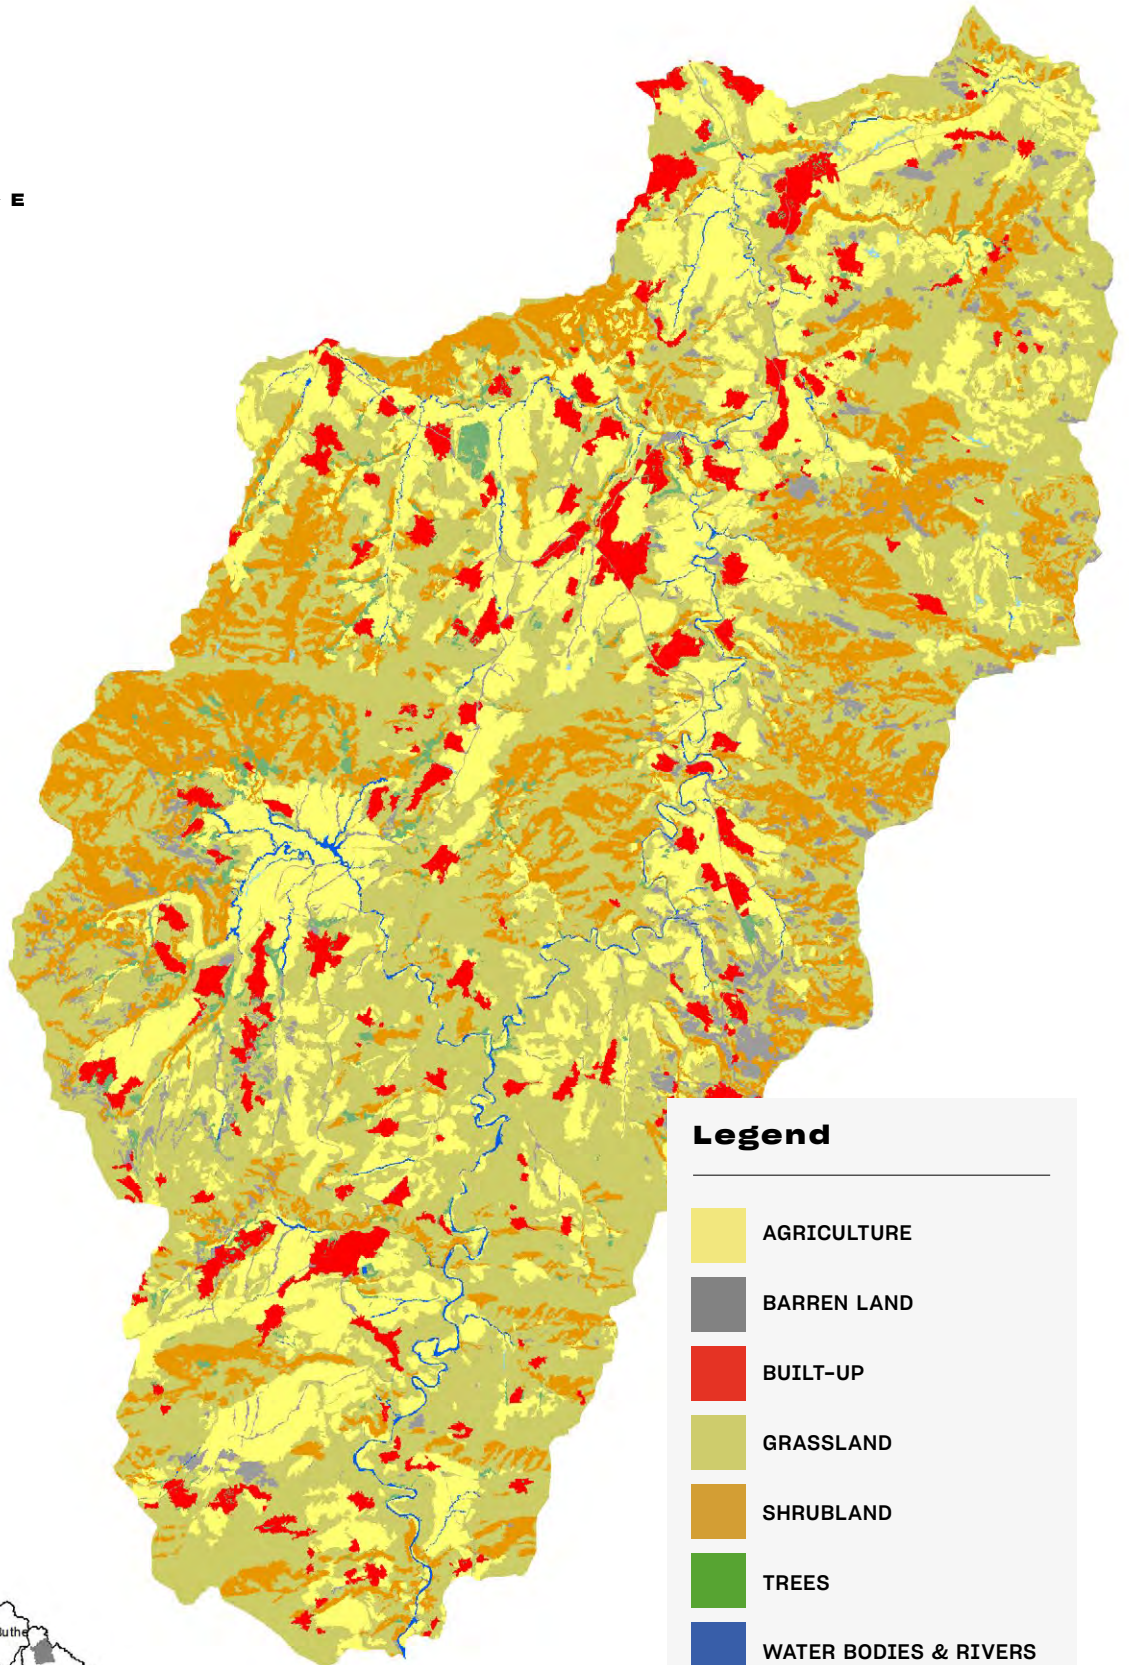 E
Legend
AGRICULTURE
BARREN LAND
BUILT-UP
GRASSLAND
SHRUBLAND
TREES
WATER BODIES & RIVERS